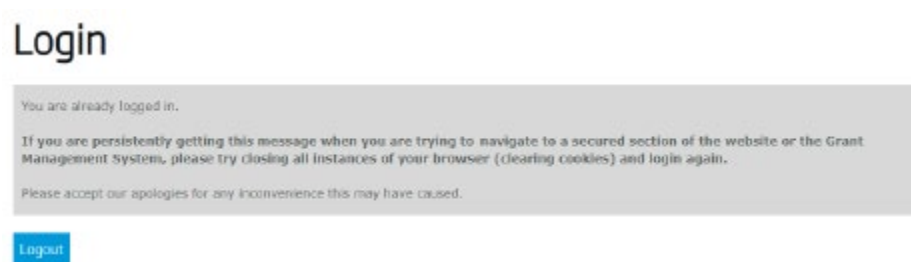 Login
You are already logged in.
If you are persistently getting this message when you are trying to navigate to a secured section of the website or the Grant
Management System, please try closing all instances of your browser (clearing cookies) and login again.
Please accept our apologies for any inconvenience this may have caused.
Logout